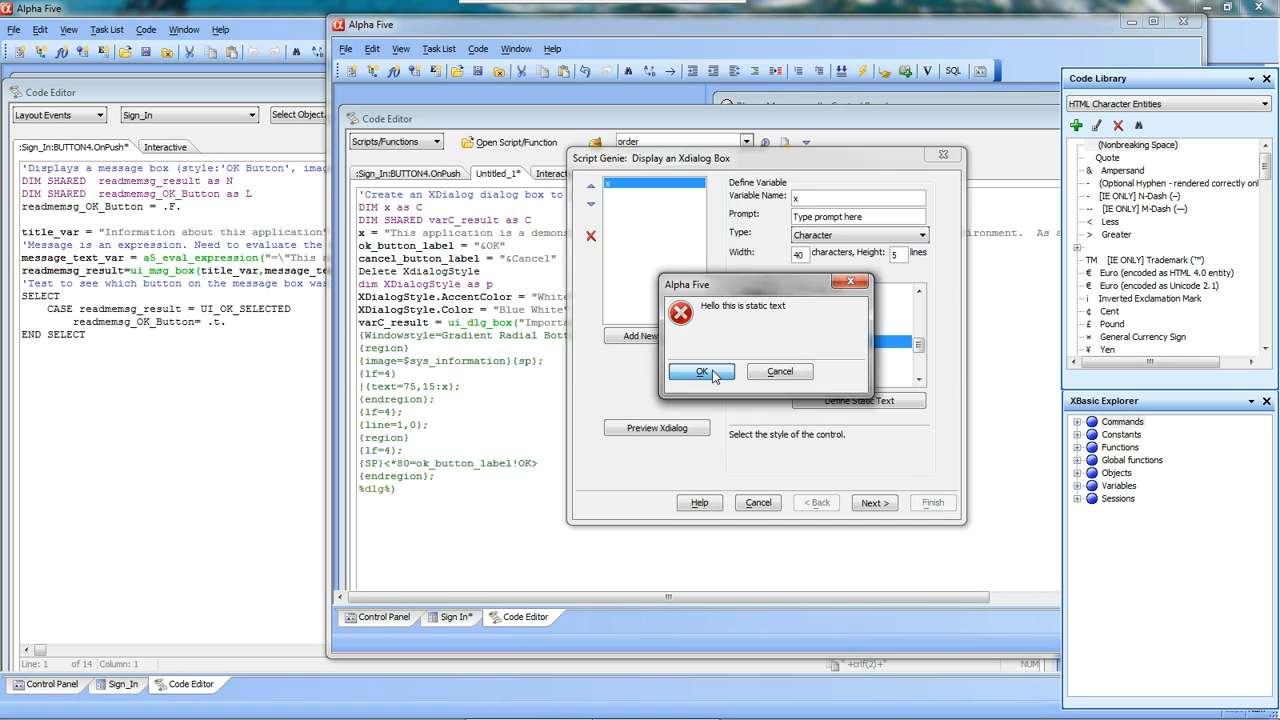 Alpha Five
File Edit View Task List Code Window Help
Code Editor
Layout Events
Sign_In
Select Object,
:Sign_In:BUTTON4.OnPush*
Interactive
'Displays a message box (style:'OK Button', imag
DIM SHARED readmemsg_result as N
DIM SHARED readmemsg_OK_Button as L
readmemsg_OK_Button = .F.
title_var = "Information about this application"
'Message is an expression. Need to evaluate the
message_text_var = a5_eval_expression("=\"This a
readmemsg_result=ui_msg_box(title_var,message_te
'Test to see which button on the message box was
SELECT
CASE readmemsg_result = UI_OK_SELECTED
readmemsg_OK_Button= .t.
END SELECT
Line: 1 of 14 Column: 1
Control Panel
Sign_In
Code Editor
Alpha Five
File Edit View Task List Code Window Help
V
SQL
Code Editor
Scripts/Functions
Open Script/Function
order
:Sign_In:BUTTON4.OnPush
Untitled_1*
Interac
'Create an XDialog dialog box to
DIM x as C
DIM SHARED varC_result as C
x = "This application is a demons
ironment. As a
ok_button_label = "&OK"
cancel_button_label = "&Cancel"
Delete XdialogStyle
dim XDialogStyle as p
XDialogStyle.AccentColor = "White
XDialogStyle.Color = "Blue White"
varC_result = ui_dlg_box("Import
{Windowstyle=Gradient Radial Bott
{region}
{image=$sys_information}{sp};
{lf=4}
|{text=75,15:x};
{endregion};
{lf=4};
{line=1,0};
{region}
{lf=4};
{SP}<*80=ok_button_label!OK>
{endregion};
%dlg%)
Control Panel
Sign In*
Code Editor
"+crif(2)+"
NUM
Script Genie: Display an Xdialog Box
x
Add New
Preview Xdialog
Define Variable
Variable Name: x
Prompt: Type prompt here
Type: Character
Width: 40 characters, Height: 5 lines
Define Static Text
Select the style of the control.
Help
Cancel
< Back
Next >
Finish
Alpha Five
Hello this is static text
OK
Cancel
Code Library
HTML Character Entities
(Nonbreaking Space)
" Quote
& Ampersand
- (Optional Hyphen - rendered correctly onl
– [IE ONLY] N-Dash (–)
— [IE ONLY] M-Dash (—)
< Less
> Greater
TM [IE ONLY] Trademark (™)
€ Euro (encoded as HTML 4.0 entity)
€ Euro (encoded as Unicode 2.1)
¡ Inverted Exclamation Mark
¢ Cent
£ Pound
¤ General Currency Sign
¥ Yen
XBasic Explorer
Commands
Constants
Functions
Global functions
Objects
Variables
Sessions